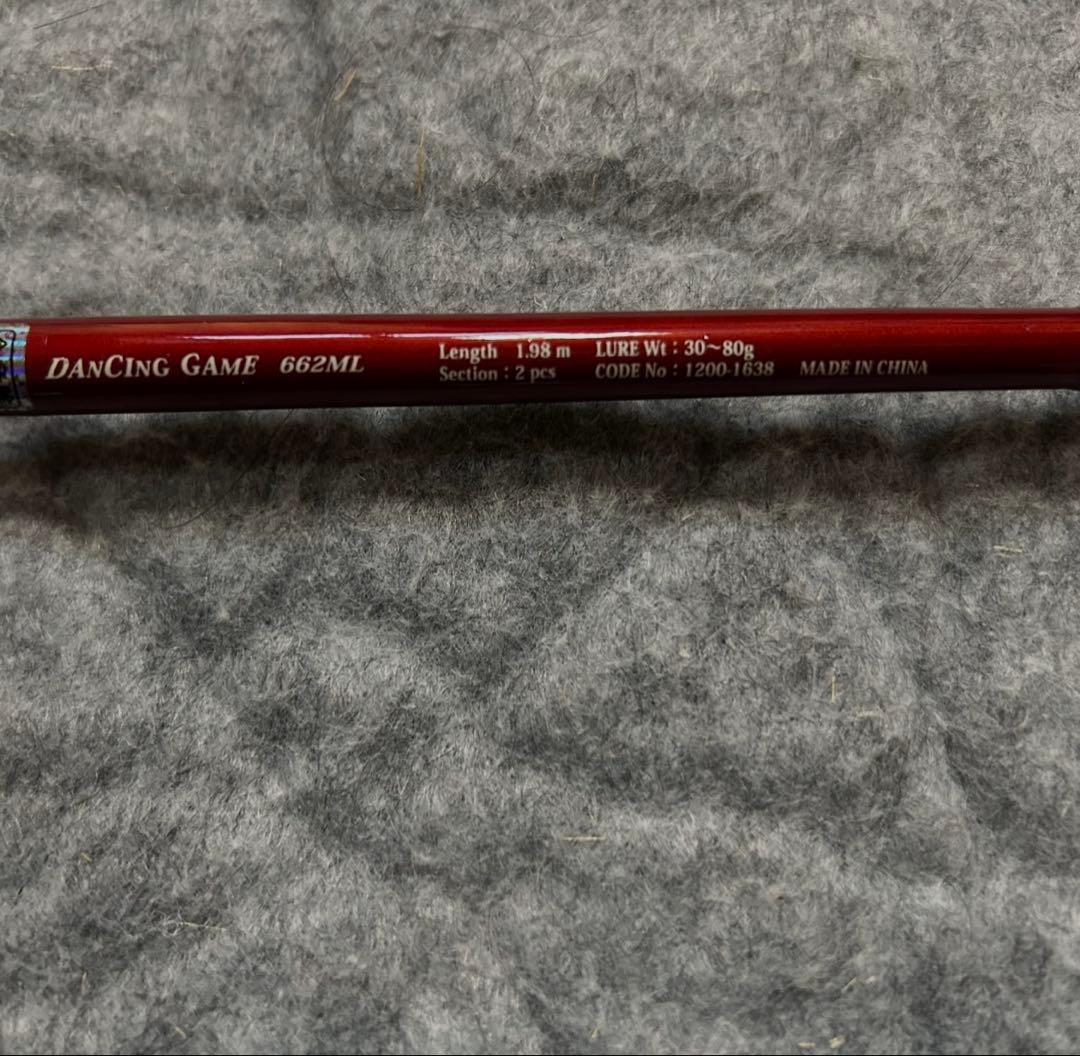 DANCING GAME 662ML
Length 1.98 m LURE Wt : 30~80g
Section : 2 pcs CODE No : 1200-1638 MADE IN CHINA